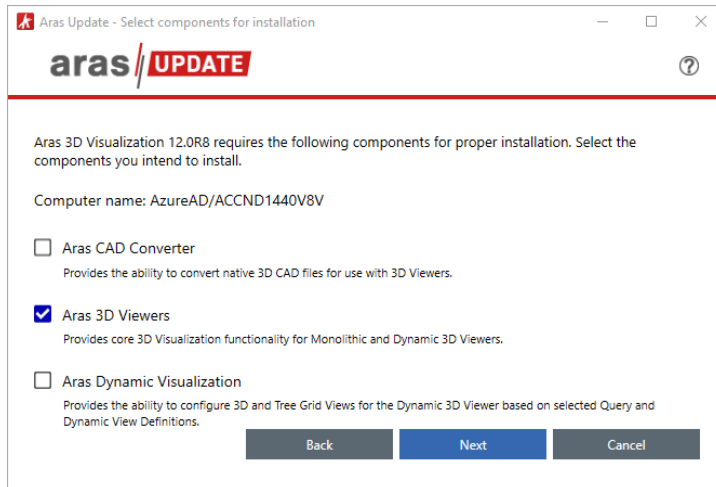 Aras Update - Select components for installation
aras UPDATE
?
Aras 3D Visualization 12.0R8 requires the following components for proper installation. Select the
components you intend to install.
Computer name: AzureAD/ACCND1440V8V
Aras CAD Converter
Provides the ability to convert native 3D CAD files for use with 3D Viewers.
Aras 3D Viewers
Provides core 3D Visualization functionality for Monolithic and Dynamic 3D Viewers.
Aras Dynamic Visualization
Provides the ability to configure 3D and Tree Grid Views for the Dynamic 3D Viewer based on selected Query and
Dynamic View Definitions.
Back Next Cancel